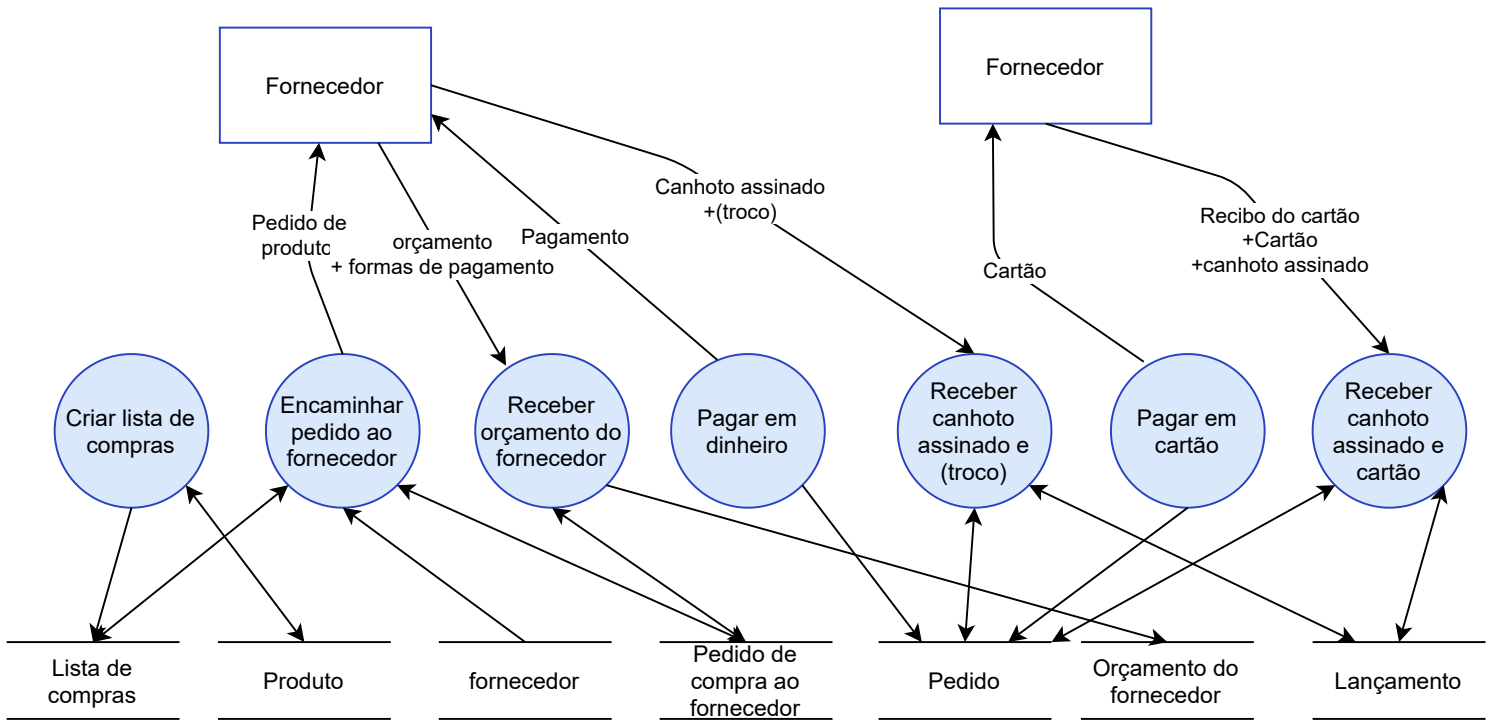 Fornecedor
Fornecedor
Canhoto assinado
+(troco)
Pedido de
produto
orçamento
+ formas de pagamento
Pagamento
Cartão
Recibo do cartão
+Cartão
+canhoto assinado
Criar lista de
compras
Encaminhar
pedido ao
fornecedor
Receber
orçamento do
fornecedor
Pagar em
dinheiro
Receber
canhoto
assinado e
(troco)
Pagar em
cartão
Receber
canhoto
assinado e
cartão
Lista de
compras
Produto
fornecedor
Pedido de
compra ao
fornecedor
Pedido
Orçamento do
fornecedor
Lançamento